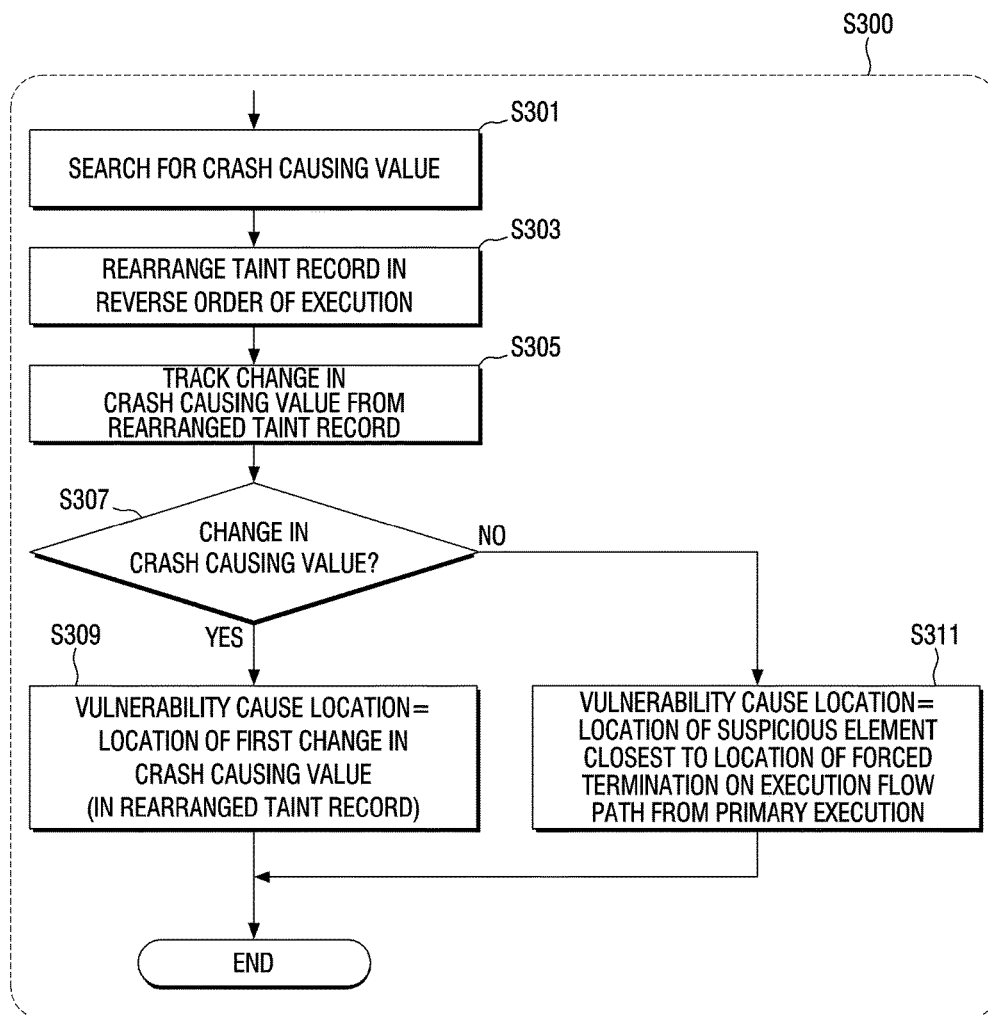 S300
S301
SEARCH FOR CRASH CAUSING VALUE
S303
REARRANGE TAINT RECORD IN
REVERSE ORDER OF EXECUTION
S305
TRACK CHANGE IN
CRASH CAUSING VALUE FROM
REARRANGED TAINT RECORD
S307
CHANGE IN
CRASH CAUSING VALUE?
NO
YES
S309
VULNERABILITY CAUSE LOCATION=
LOCATION OF FIRST CHANGE IN
CRASH CAUSING VALUE
(IN REARRANGED TAINT RECORD)
S311
VULNERABILITY CAUSE LOCATION=
LOCATION OF SUSPICIOUS ELEMENT
CLOSEST TO LOCATION OF FORCED
TERMINATION ON EXECUTION FLOW
PATH FROM PRIMARY EXECUTION
END